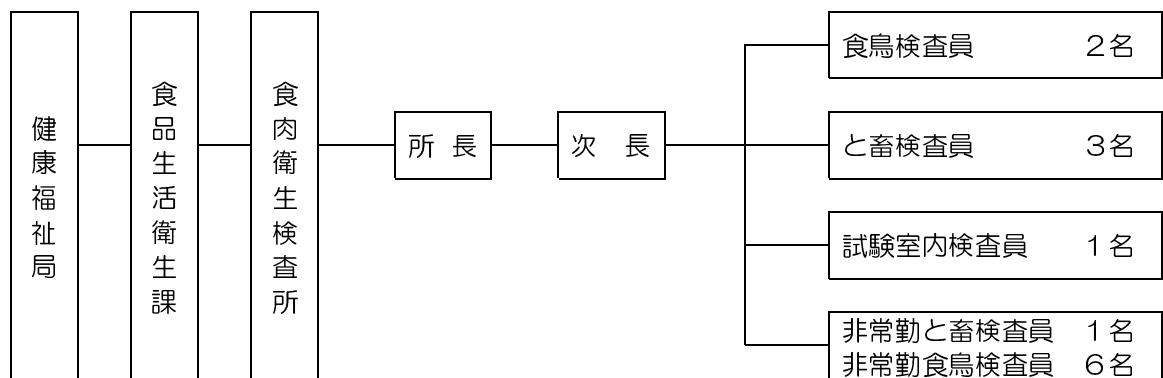 健康福祉局
食品生活衛生課
食肉衛生検査所
所長
次　長
食鳥検査員　２名
と畜検査員　３名
試験室内検査員　１名
非常勤と畜検査員　１名
非常勤食鳥検査員　６名